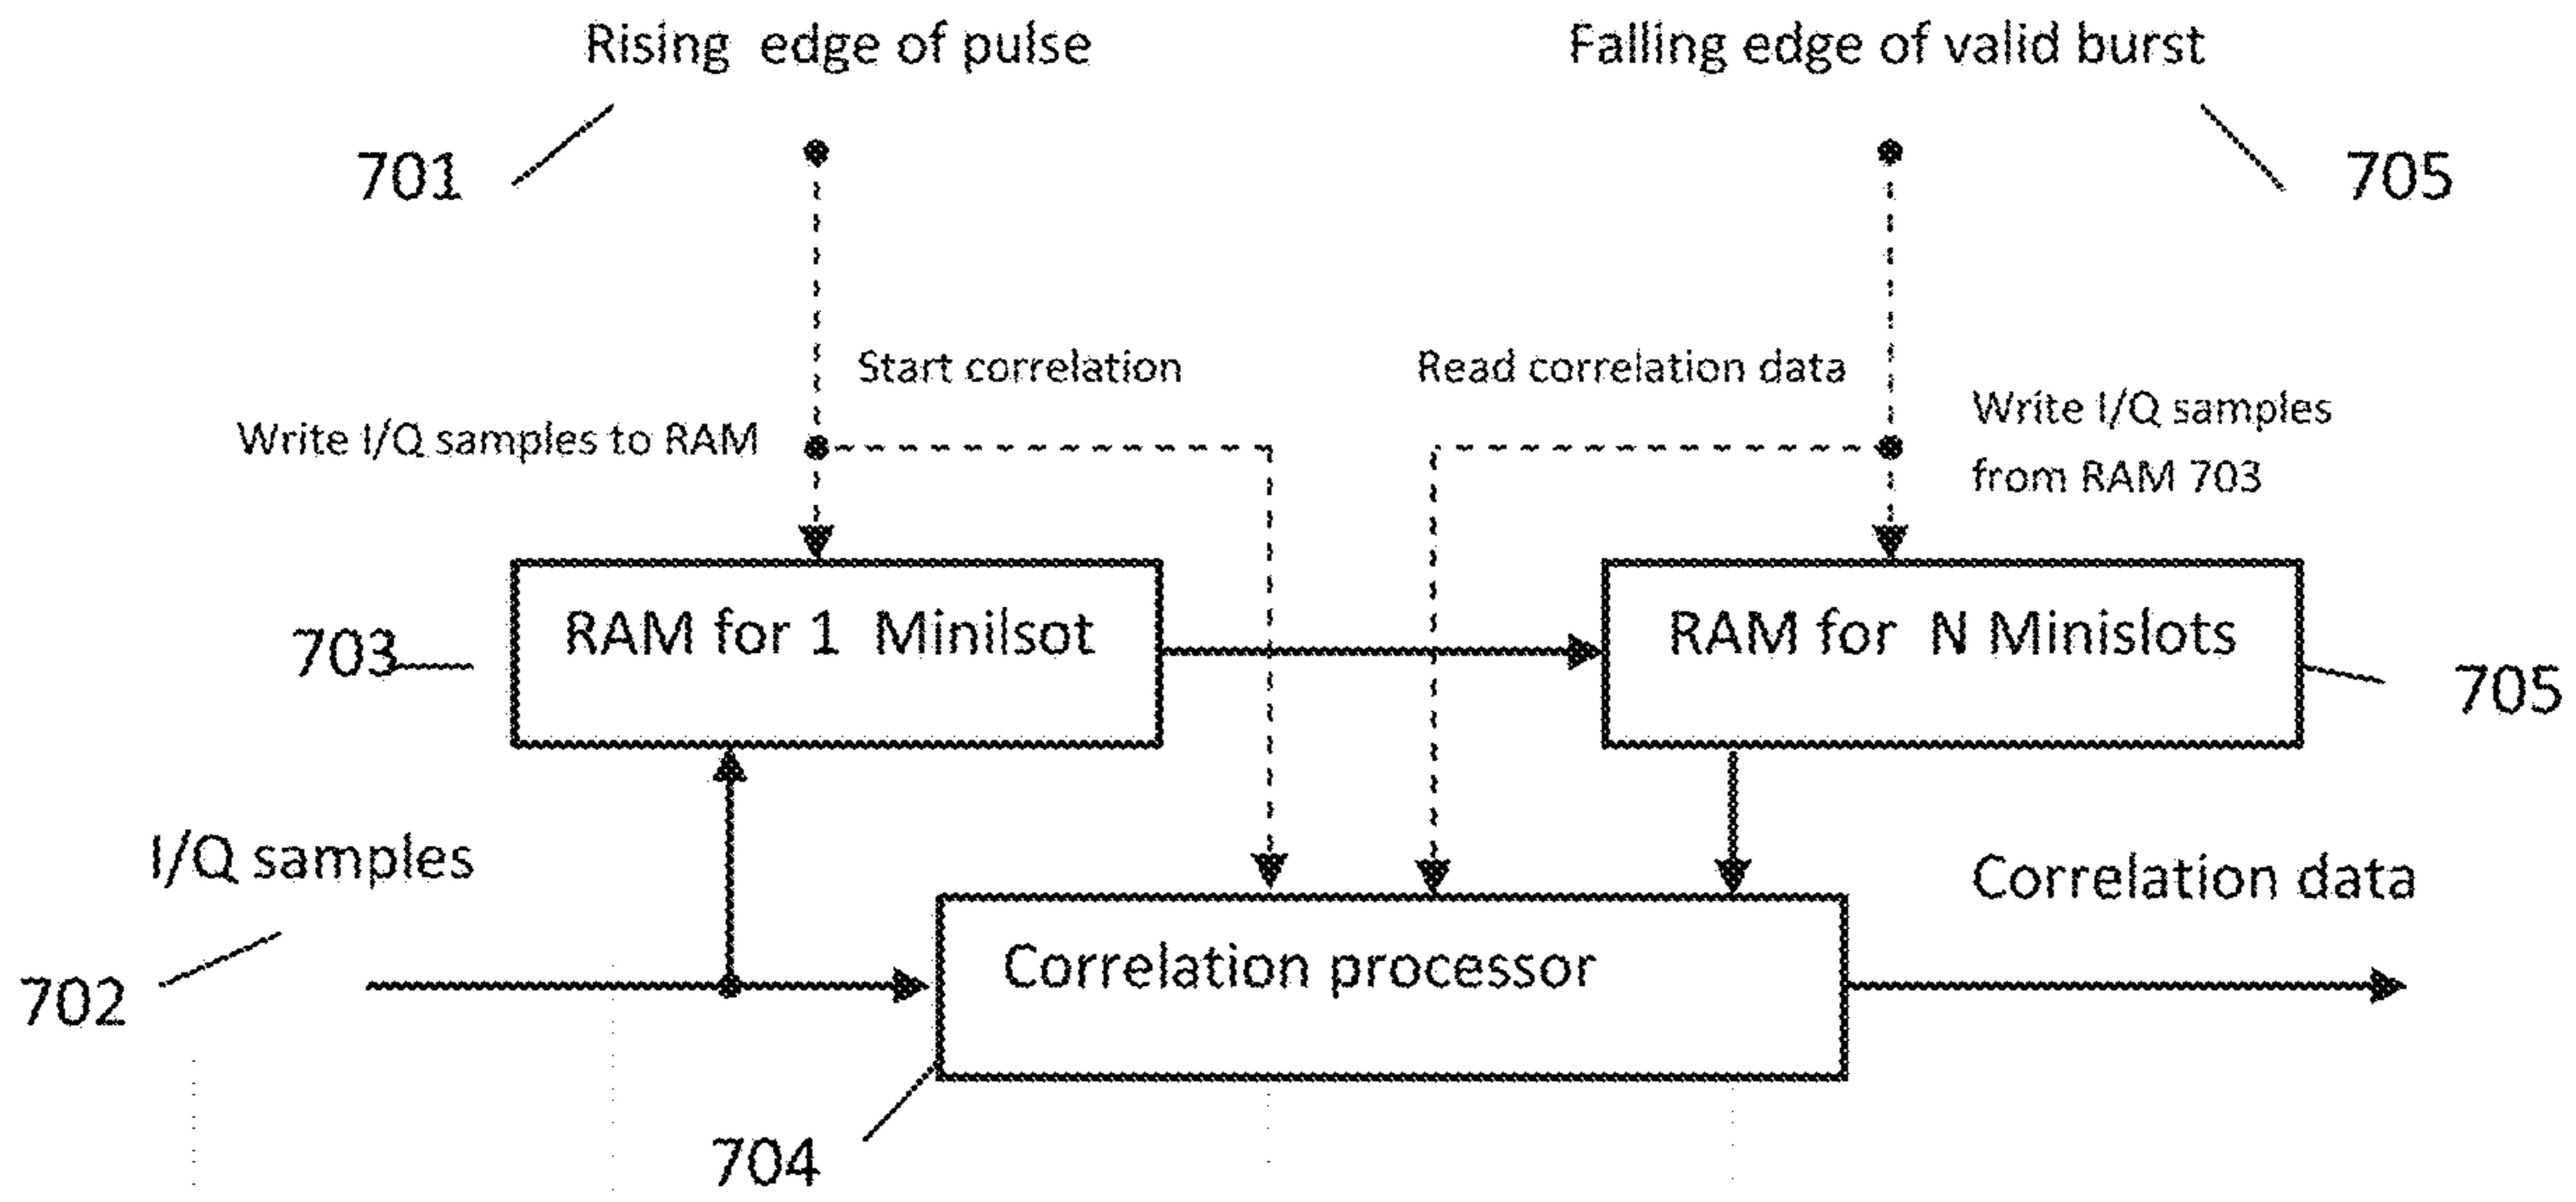 Rising edge of pulse
Falling edge of valid burst
701
705
Start correlation
Read correlation data
Write I/Q samples to RAM
Write I/Q samples
from RAM 703
RAM for 1 Minilsot
RAM for N Minislots
703
705
I/Q samples
Correlation data
Correlation processor
702
704